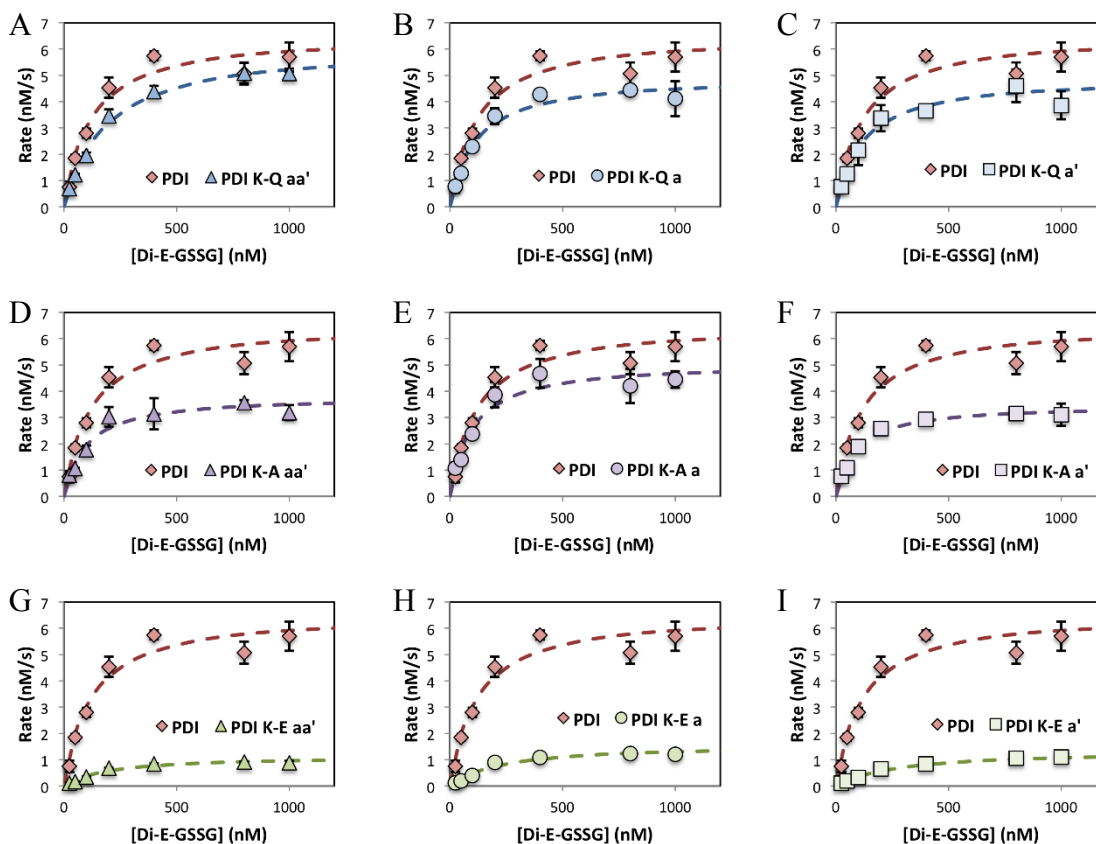 A
Rate (nM/s)
7
6
5
4
3
2
1
0
PDI
PDI K-Q aa'
0
500
1000
[Di-E-GSSG] (nM)
B
Rate (nM/s)
7
6
5
4
3
2
1
0
PDI
PDI K-Q a
0
500
1000
[Di-E-GSSG] (nM)
C
Rate (nM/s)
7
6
5
4
3
2
1
0
PDI
PDI K-Q a'
0
500
1000
[Di-E-GSSG] (nM)
D
Rate (nM/s)
7
6
5
4
3
2
1
0
PDI
PDI K-A aa'
0
500
1000
[Di-E-GSSG] (nM)
E
Rate (nM/s)
7
6
5
4
3
2
1
0
PDI
PDI K-A a
0
500
1000
[Di-E-GSSG] (nM)
F
Rate (nM/s)
7
6
5
4
3
2
1
0
PDI
PDI K-A a'
0
500
1000
[Di-E-GSSG] (nM)
G
Rate (nM/s)
7
6
5
4
3
2
1
0
PDI
PDI K-E aa'
0
500
1000
[Di-E-GSSG] (nM)
H
Rate (nM/s)
7
6
5
4
3
2
1
0
PDI
PDI K-E a
0
500
1000
[Di-E-GSSG] (nM)
I
Rate (nM/s)
7
6
5
4
3
2
1
0
PDI
PDI K-E a'
0
500
1000
[Di-E-GSSG] (nM)